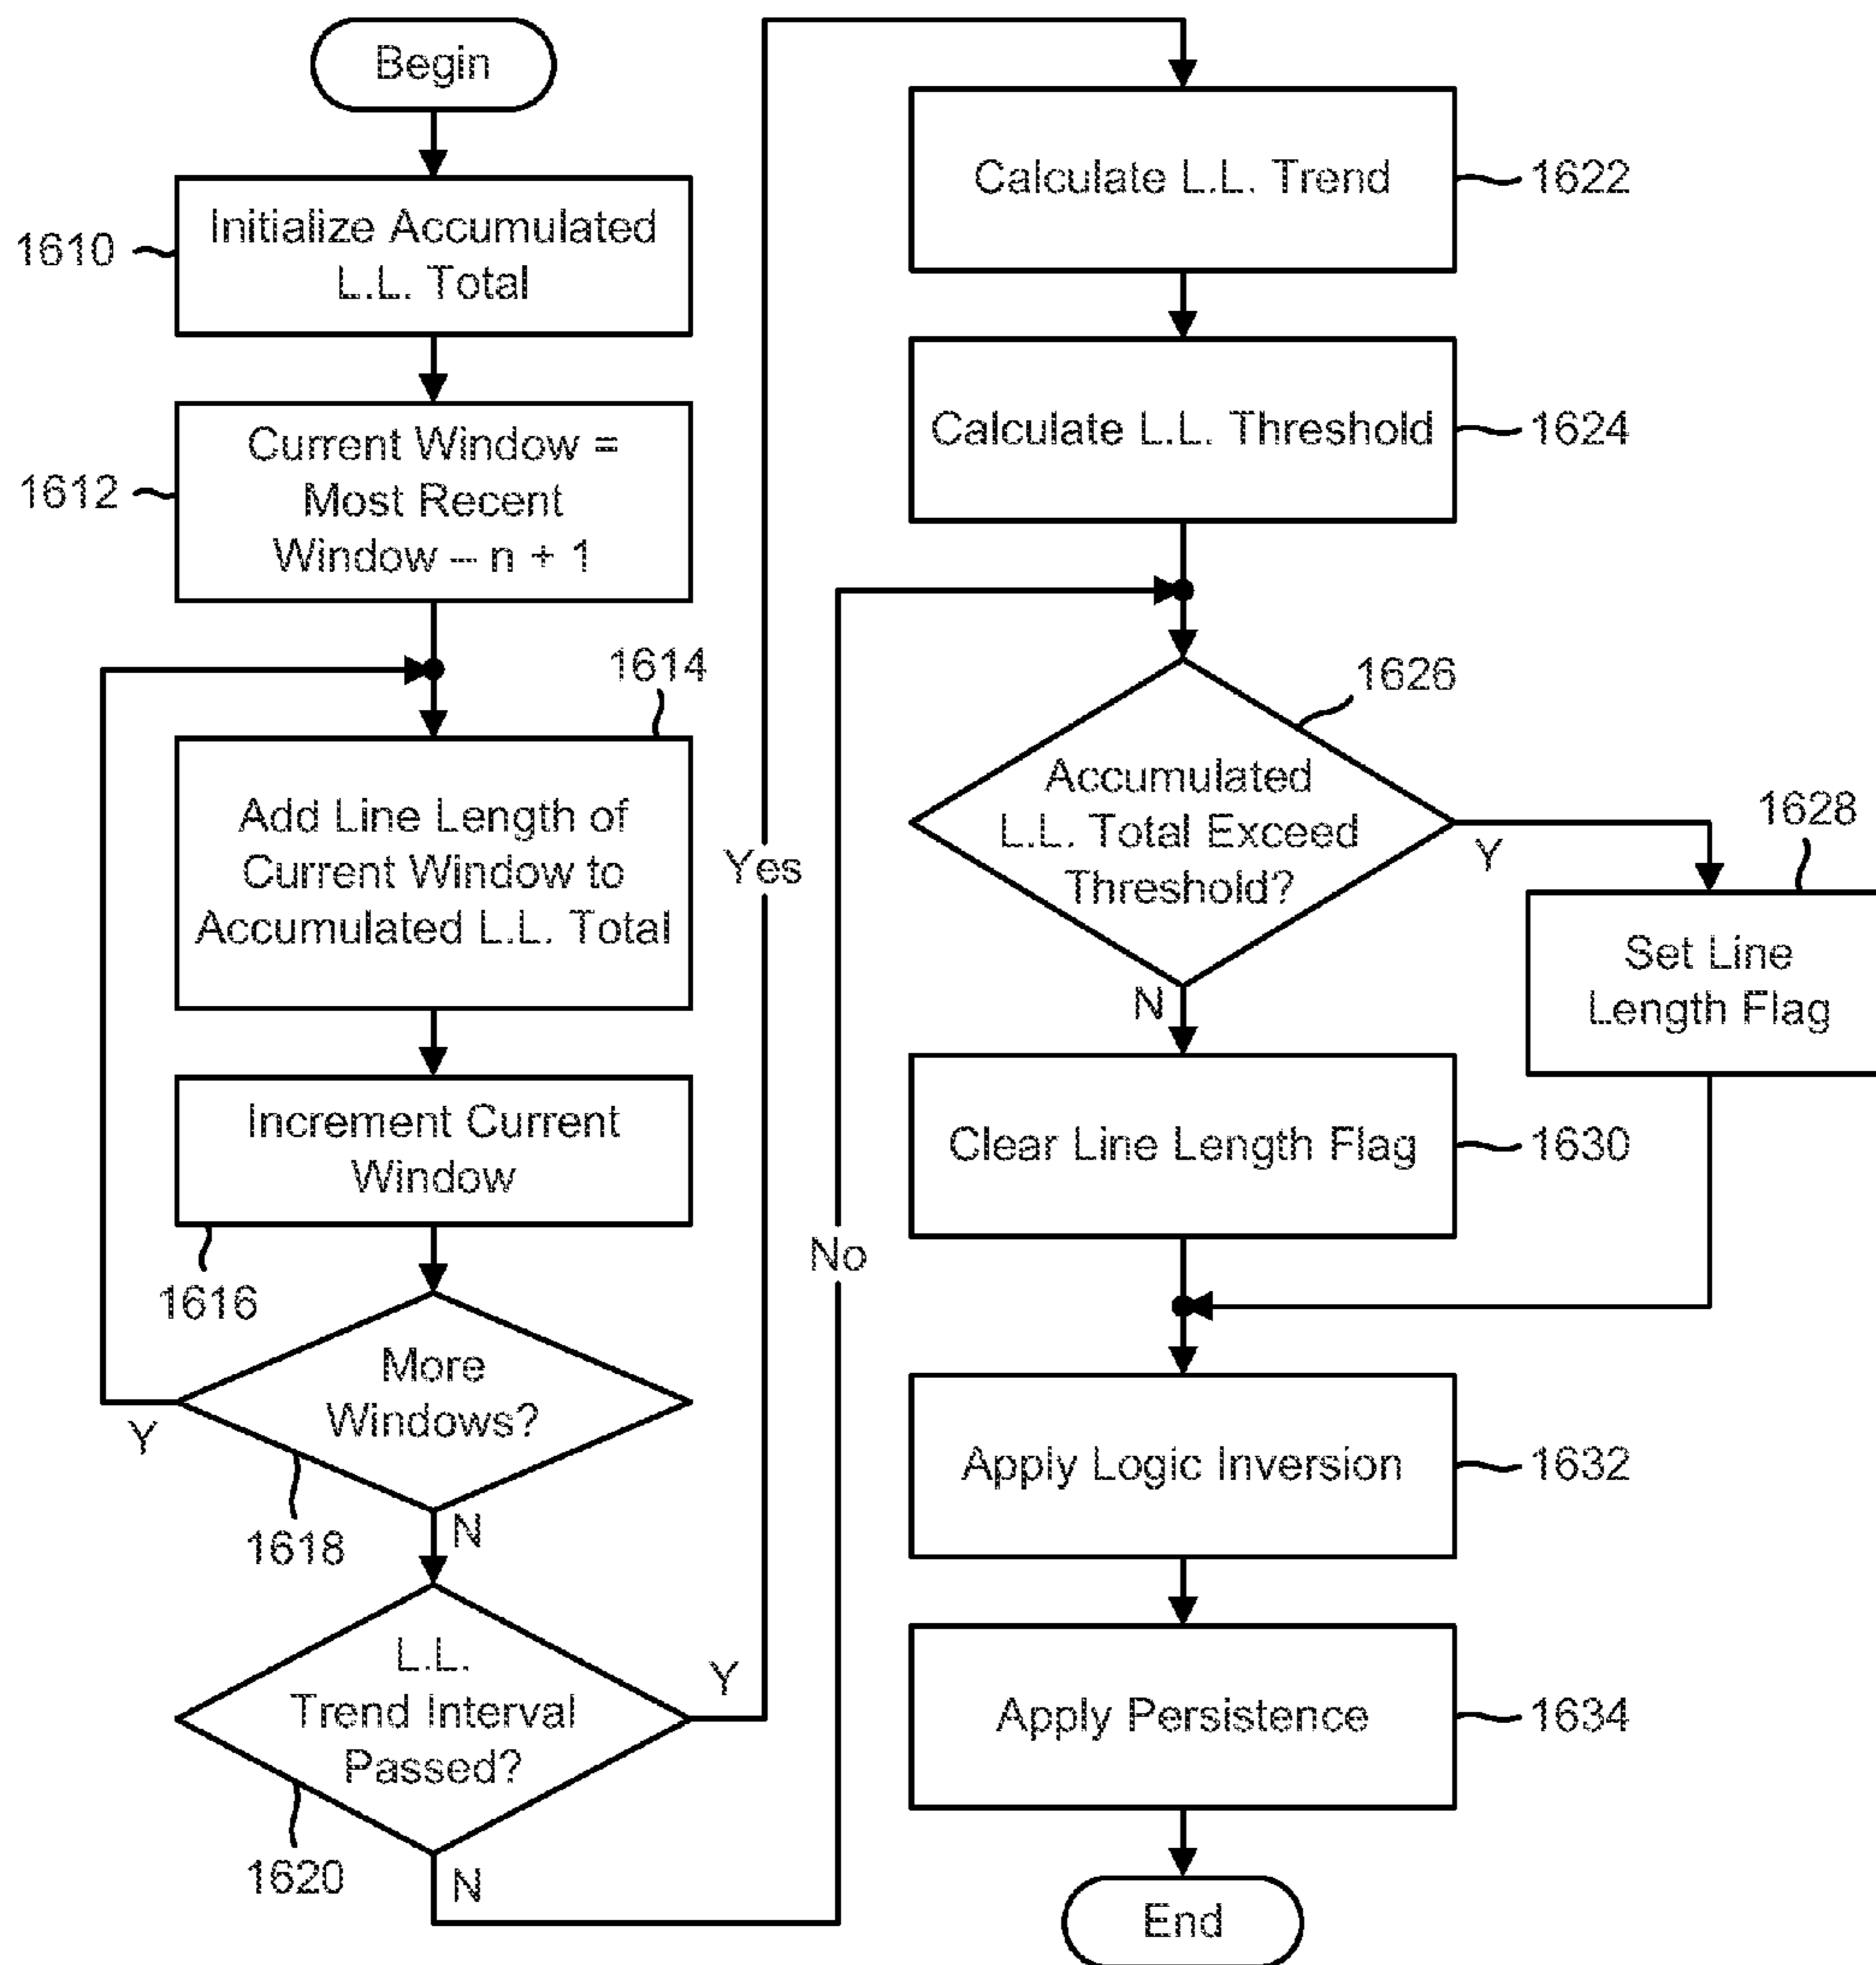 Begin
1610
Initialize Accumulated
L.L. Total
1612
Current Window =
Most Recent
Window – n + 1
1614
Add Line Length of
Current Window to
Accumulated L.L. Total
Increment Current
Window
1616
More
Windows?
Y
1618
N
L.L.
Trend Interval
Passed?
Y
1620
N
Yes
No
Calculate L.L. Trend
1622
Calculate L.L. Threshold
1624
1626
Accumulated
L.L. Total Exceed
Threshold?
Y
N
1628
Set Line
Length Flag
Clear Line Length Flag
1630
Apply Logic Inversion
1632
Apply Persistence
1634
End